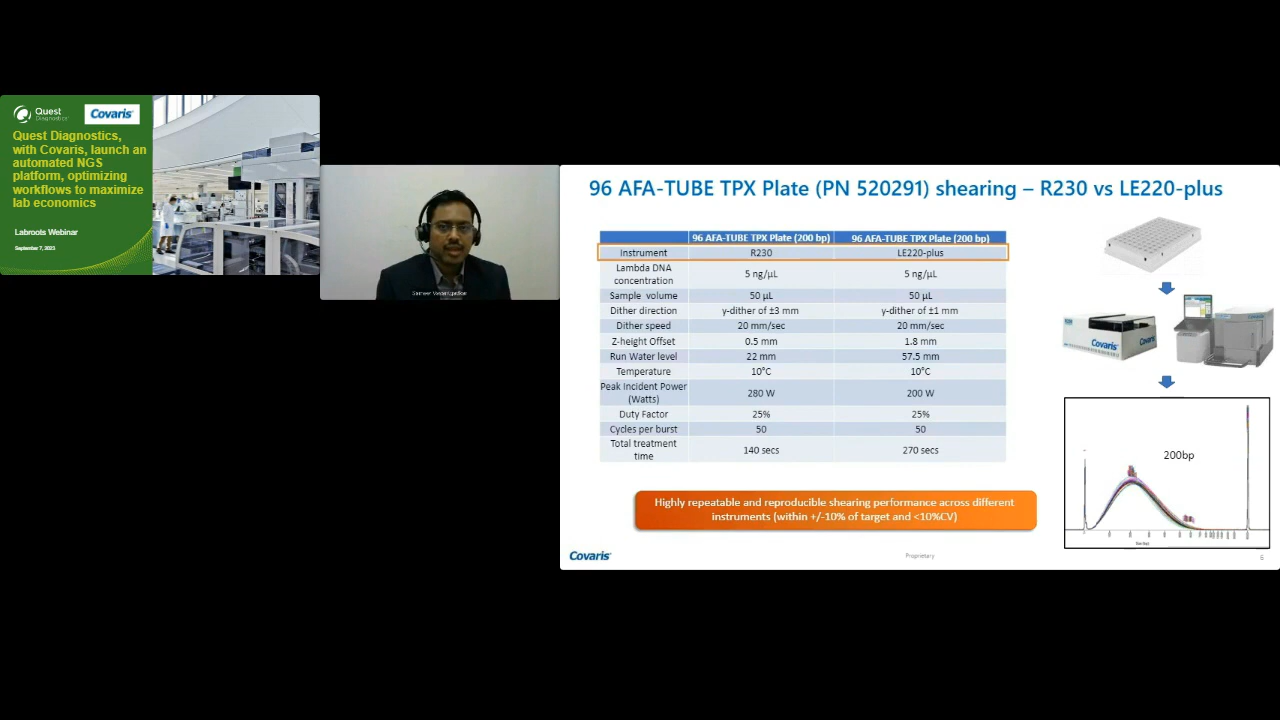 Quest
Diagnostics
Covaris
Quest Diagnostics,
with Covaris, launch an
automated NGS
platform, optimizing
workflows to maximize
lab economics
Labroots Webinar
September 7, 2023
96 AFA-TUBE TPX Plate (PN 520291) shearing – R230 vs LE220-plus
96 AFA-TUBE TPX Plate (200 bp) 96 AFA-TUBE TPX Plate (200 bp)
Instrument R230 LE220-plus
Lambda DNA
concentration 5 ng/µL 5 ng/µL
Sample volume 50 µL 50 µL
Dither direction y-dither of ±3 mm y-dither of ±1 mm
Dither speed 20 mm/sec 20 mm/sec
Z-height Offset 0.5 mm 1.8 mm
Run Water level 22 mm 57.5 mm
Temperature 10°C 10°C
Peak Incident Power
(Watts) 280 W 200 W
Duty Factor 25% 25%
Cycles per burst 50 50
Total treatment
time 140 secs 270 secs
Covaris
200bp
Highly repeatable and reproducible shearing performance across different
instruments (within +/-10% of target and <10%CV)
Covaris
Proprietary